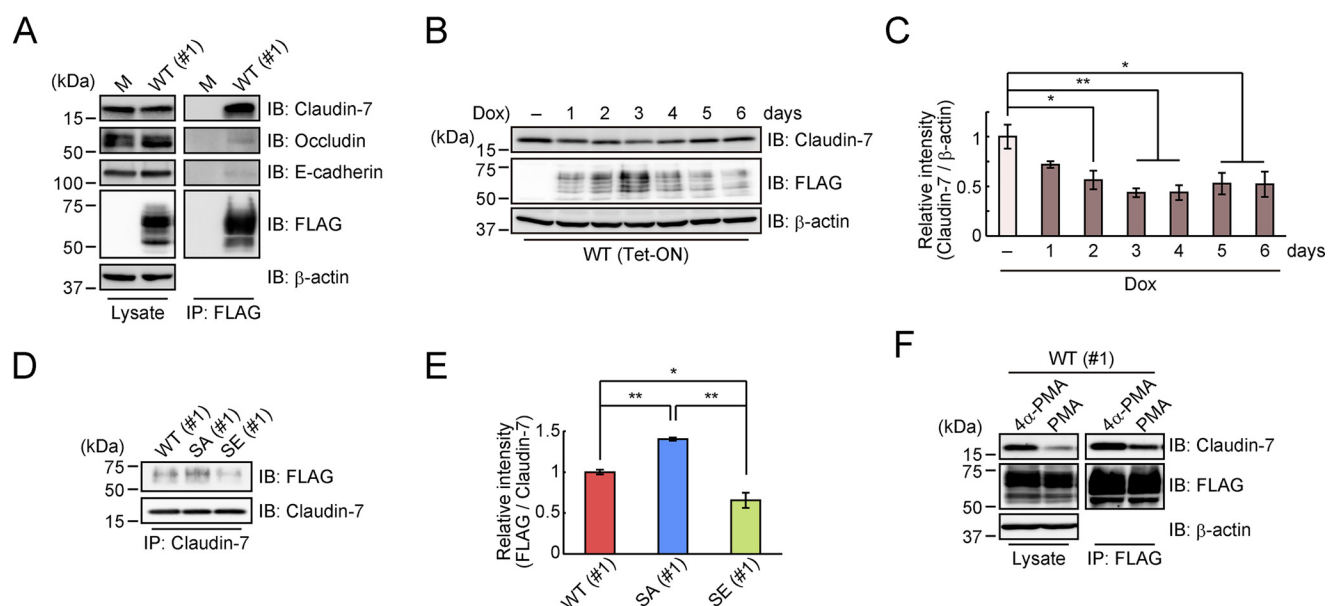 A
(kDa)
M
WT (#1)
M
WT (#1)
15
IB: Claudin-7
50
IB: Occludin
100
IB: E-cadherin
75
50
IB: FLAG
37
IB: β-actin
Lysate
IP: FLAG
B
Dox) – 1 2 3 4 5 6 days
(kDa)
15
IB: Claudin-7
75
50
IB: FLAG
37
IB: β-actin
WT (Tet-ON)
C
Relative intensity
(Claudin-7 / β-actin)
*
**
*
1
0.5
0
– 1 2 3 4 5 6 days
Dox
D
(kDa)
WT (#1)
SA (#1)
SE (#1)
75
50
IB: FLAG
15
IB: Claudin-7
IP: Claudin-7
E
Relative intensity
(FLAG / Claudin-7)
*
** **
1.5
1
0.5
0
WT (#1)
SA (#1)
SE (#1)
F
WT (#1)
(kDa)
4α-PMA
PMA
4α-PMA
PMA
15
IB: Claudin-7
75
50
IB: FLAG
37
IB: β-actin
Lysate
IP: FLAG